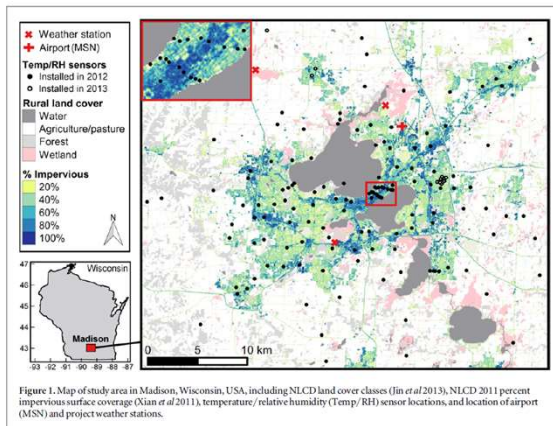 Weather station
Airport (MSN)
Temp/RH sensors
Installed in 2012
Installed in 2013
Rural land cover
Water
Agriculture/pasture
Forest
Wetland
% Impervious
20%
40%
60%
80%
100%
N
47
Wisconsin
46
45
44
Madison
43
-93 -92 -91 -90 -89 -88 -87
0 5 10 km
Figure 1. Map of study area in Madison, Wisconsin, USA, including NLCD land cover classes (Jin et al 2013), NLCD 2011 percent
impervious surface coverage (Xian et al 2011), temperature/relative humidity (Temp/RH) sensor locations, and location of airport
(MSN) and project weather stations.